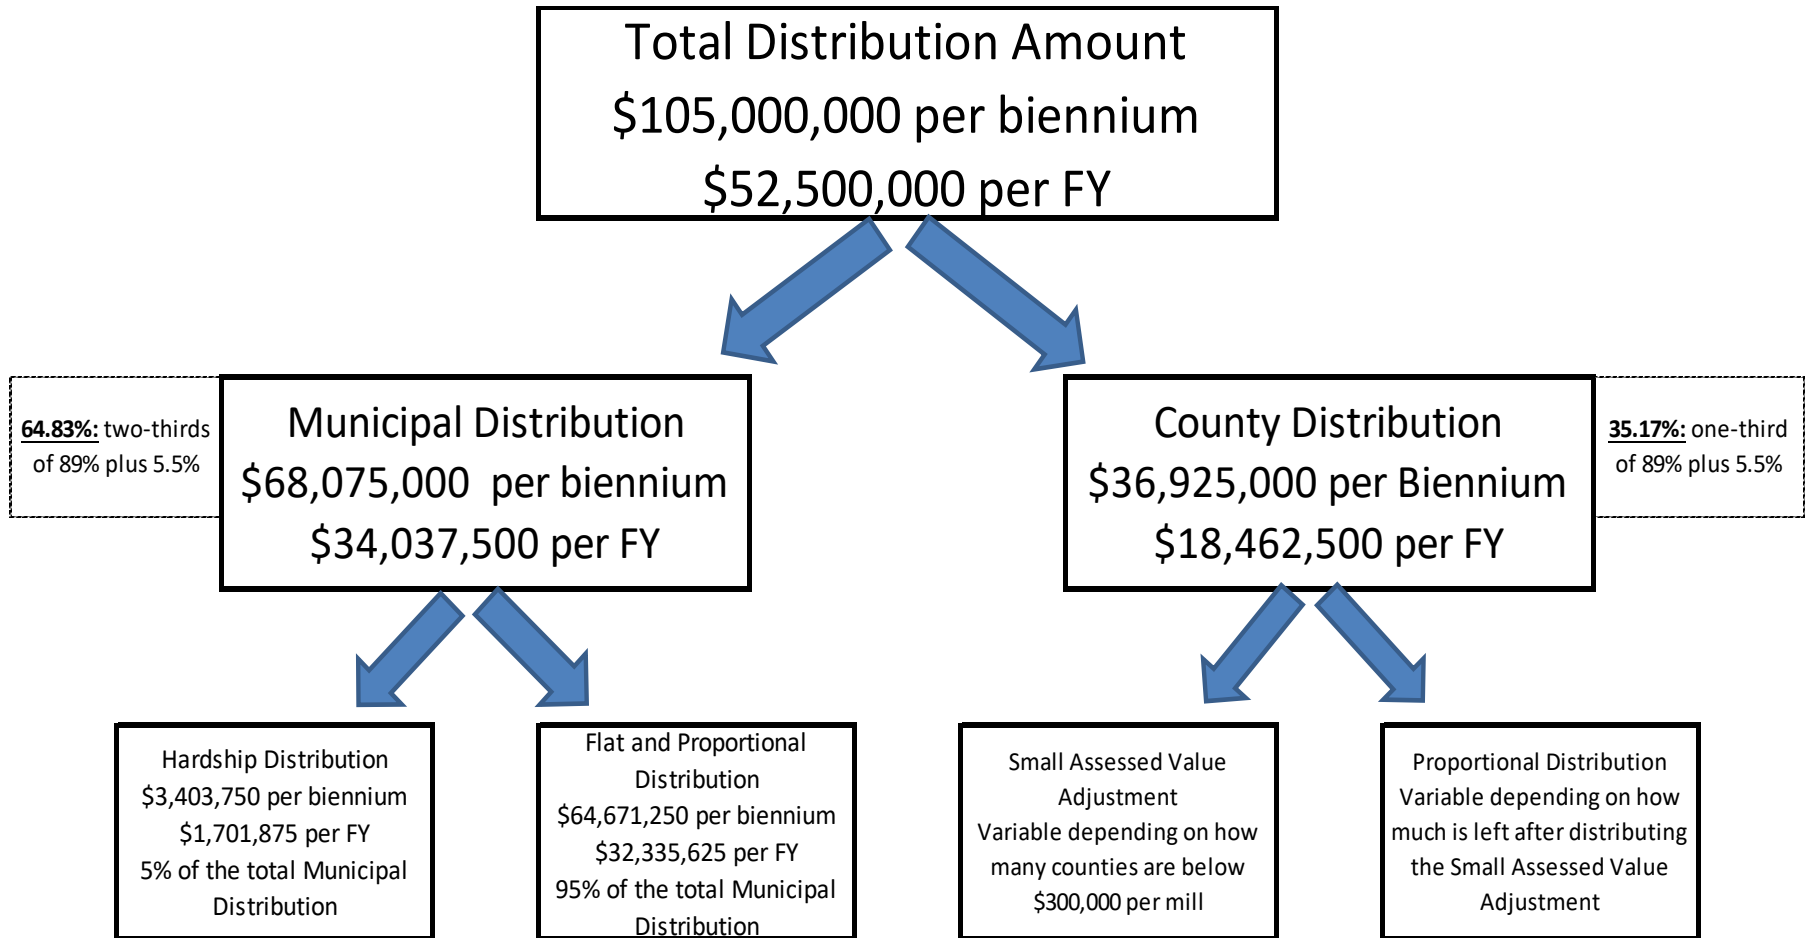 Total Distribution Amount
$105,000,000 per biennium
$52,500,000 per FY
64.83%: two-thirds
of 89% plus 5.5%
Municipal Distribution
$68,075,000  per biennium
$34,037,500 per FY
County Distribution
$36,925,000 per Biennium
$18,462,500 per FY
35.17%: one-third
of 89% plus 5.5%
Hardship Distribution
$3,403,750 per biennium
$1,701,875 per FY
5% of the total Municipal
Distribution
Flat and Proportional
Distribution
$64,671,250 per biennium
$32,335,625 per FY
95% of the total Municipal
Distribution
Small Assessed Value
Adjustment
Variable depending on how
many counties are below
$300,000 per mill
Proportional Distribution
Variable depending on how
much is left after distributing
the Small Assessed Value
Adjustment